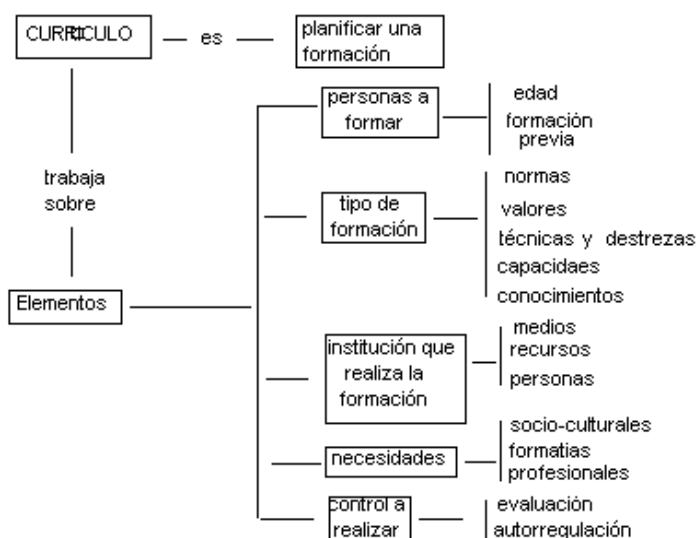 CURRICULO
es
planificar una
formación
personas a
formar
edad
formación
previa
trabaja
sobre
tipo de
formación
normas
valores
técnicas y destrezas
capacidaes
conocimientos
Elementos
institución que
realiza la
formación
medios
recursos
personas
necesidades
socio-culturales
formatias
profesionales
control a
realizar
evaluación
autorregulación